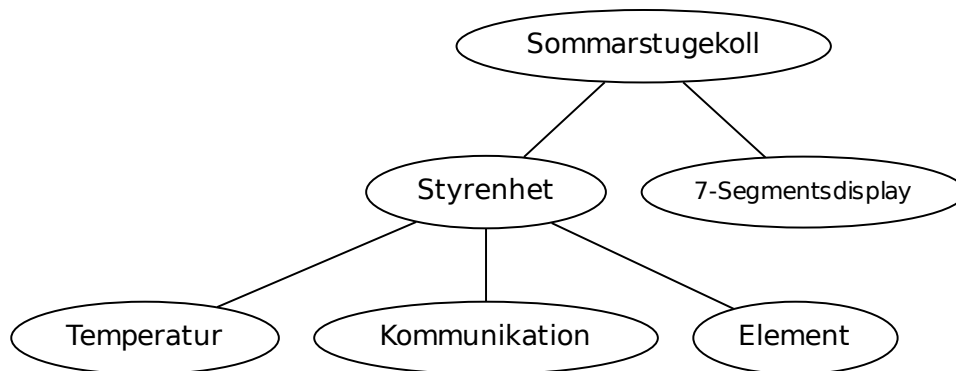 Sommarstugekoll
Styrenhet
7-Segmentsdisplay
Temperatur
Kommunikation
Element